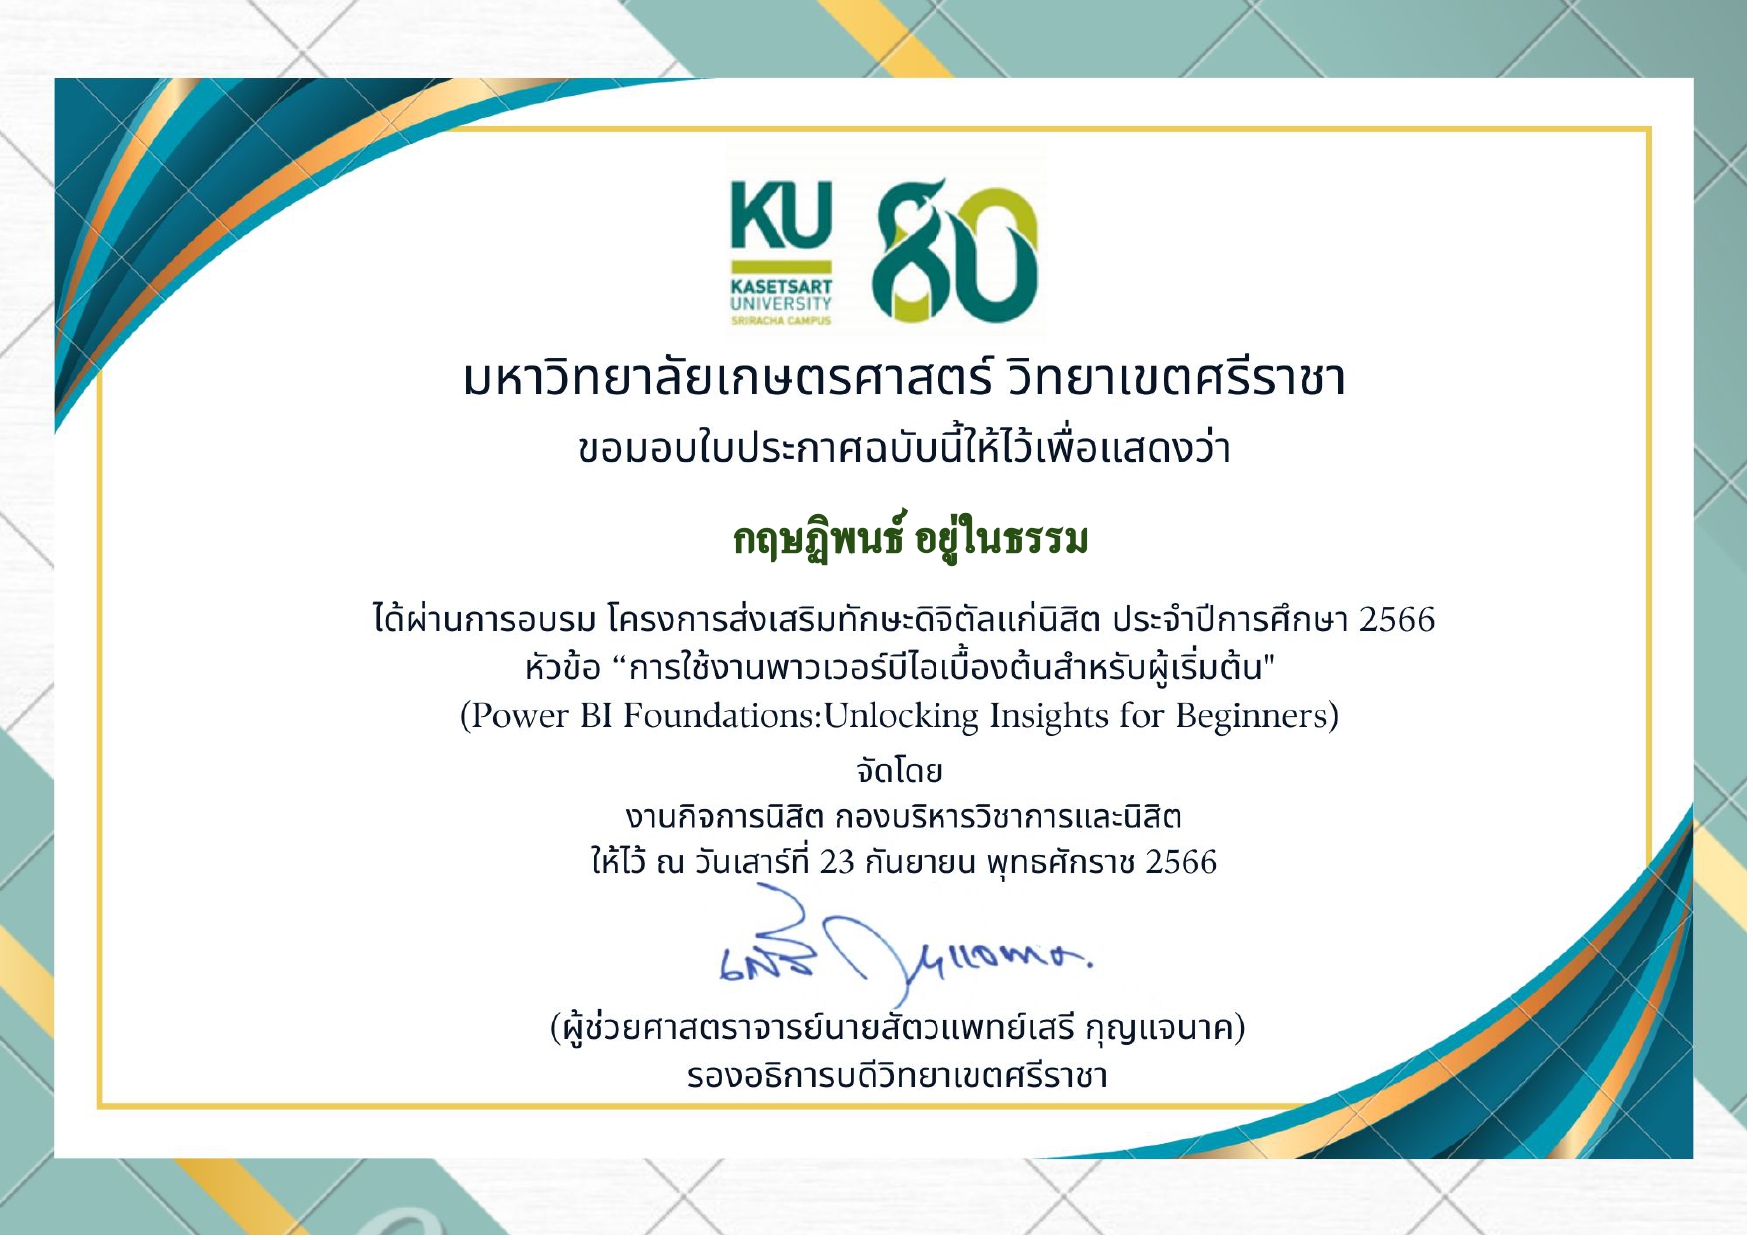 KU 80
KASETSART
UNIVERSITY
SRIRACHA CAMPUS
มหาวิทยาลัยเกษตรศาสตร์ วิทยาเขตศรีราชา
ขอมอบใบประกาศฉบับนี้ให้ไว้เพื่อแสดงว่า
กฤษฏิพนธ์ อยู่ในธรรม
ได้ผ่านการอบรม โครงการส่งเสริมทักษะดิจิตัลแก่นิสิต ประจำปีการศึกษา 2566
หัวข้อ “การใช้งานพาวเวอร์บีไอเบื้องต้นสำหรับผู้เริ่มต้น"
(Power BI Foundations:Unlocking Insights for Beginners)
จัดโดย
งานกิจการนิสิต กองบริหารวิชาการและนิสิต
ให้ไว้ ณ วันเสาร์ที่ 23 กันยายน พุทธศักราช 2566
เสรี กุญแจนาค.
(ผู้ช่วยศาสตราจารย์นายสัตวแพทย์เสรี กุญแจนาค)
รองอธิการบดีวิทยาเขตศรีราชา